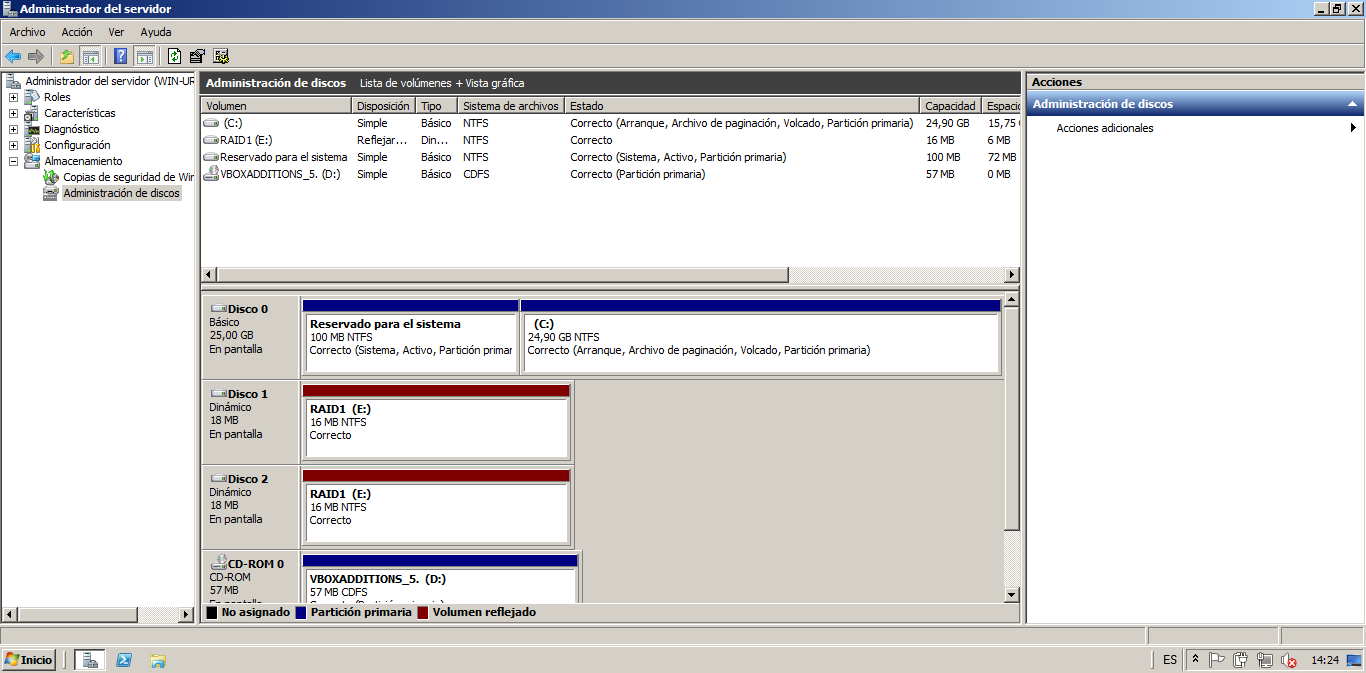 Administrador del servidor
Archivo Acción Ver Ayuda
Administrador del servidor (WIN-UR
Roles
Características
Diagnóstico
Configuración
Almacenamiento
Copias de seguridad de Win
Administración de discos
Administración de discos Lista de volúmenes + Vista gráfica
Volumen Disposición Tipo Sistema de archivos Estado Capacidad Espacio
(C:) Simple Básico NTFS Correcto (Arranque, Archivo de paginación, Volcado, Partición primaria) 24,90 GB 15,75
RAID1 (E:) Reflejar... Din... NTFS Correcto 16 MB 6 MB
Reservado para el sistema Simple Básico NTFS Correcto (Sistema, Activo, Partición primaria) 100 MB 72 MB
VBOXADDITIONS_5. (D:) Simple Básico CDFS Correcto (Partición primaria) 57 MB 0 MB
Disco 0
Básico
25,00 GB
En pantalla
Reservado para el sistema
100 MB NTFS
Correcto (Sistema, Activo, Partición primar
(C:)
24,90 GB NTFS
Correcto (Arranque, Archivo de paginación, Volcado, Partición primaria)
Disco 1
Dinámico
18 MB
En pantalla
RAID1 (E:)
16 MB NTFS
Correcto
Disco 2
Dinámico
18 MB
En pantalla
RAID1 (E:)
16 MB NTFS
Correcto
CD-ROM 0
CD-ROM
57 MB
VBOXADDITIONS_5. (D:)
57 MB CDFS
No asignado Partición primaria Volumen reflejado
Acciones
Administración de discos
Acciones adicionales
Inicio
ES
14:24